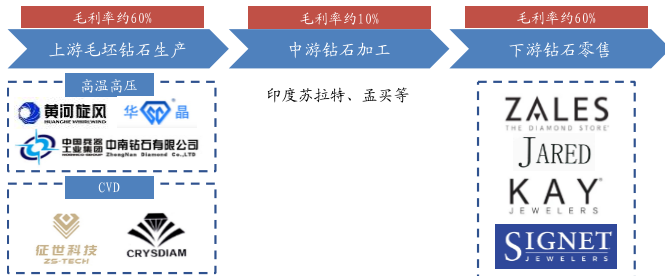 毛利率约60%
毛利率约10%
毛利率约60%
上游毛坯钻石生产
中游钻石加工
下游钻石零售
高温高压
黄河旋风
HUANGHE WHIRLWIND
华晶
中国兵器
工业集团
中南钻石有限公司
ZhongNan Diamond Co.,LTD
CVD
征世科技
ZS-TECH
CRYSDIAM
印度苏拉特、孟买等
ZALES
THE DIAMOND STORE
JARED
KAY
JEWELERS
SIGNET
JEWELERS